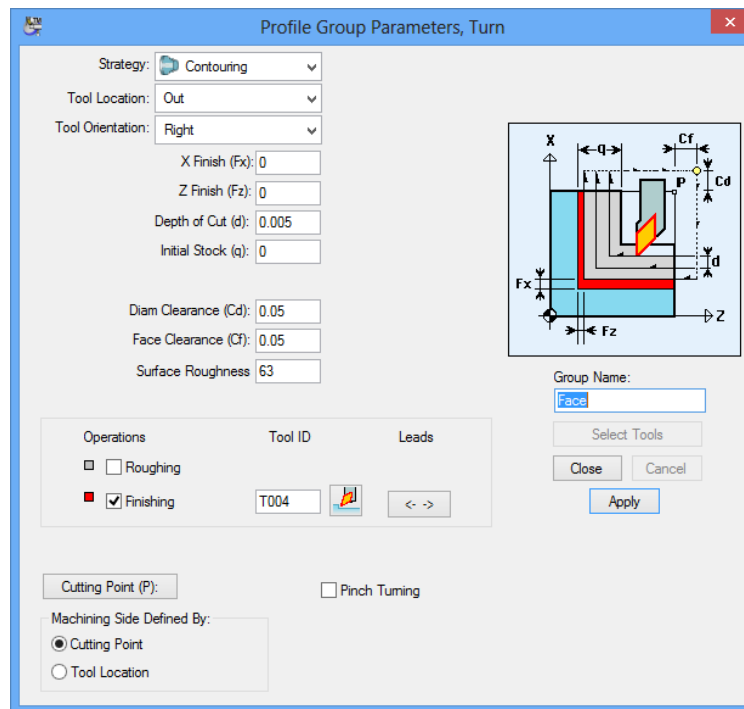 Profile Group Parameters, Turn
Strategy: Contouring
Tool Location: Out
Tool Orientation: Right
X Finish (Fx): 0
Z Finish (Fz): 0
Depth of Cut (d): 0.005
Initial Stock (q): 0
Diam Clearance (Cd): 0.05
Face Clearance (Cf): 0.05
Surface Roughness 63
X
q
Cf
P
Cd
d
Fx
Z
Fz
Group Name:
Face
Select Tools
Close Cancel
Apply
Operations Tool ID Leads
Roughing
Finishing T004 <- ->
Cutting Point (P):
Pinch Turning
Machining Side Defined By:
Cutting Point
Tool Location